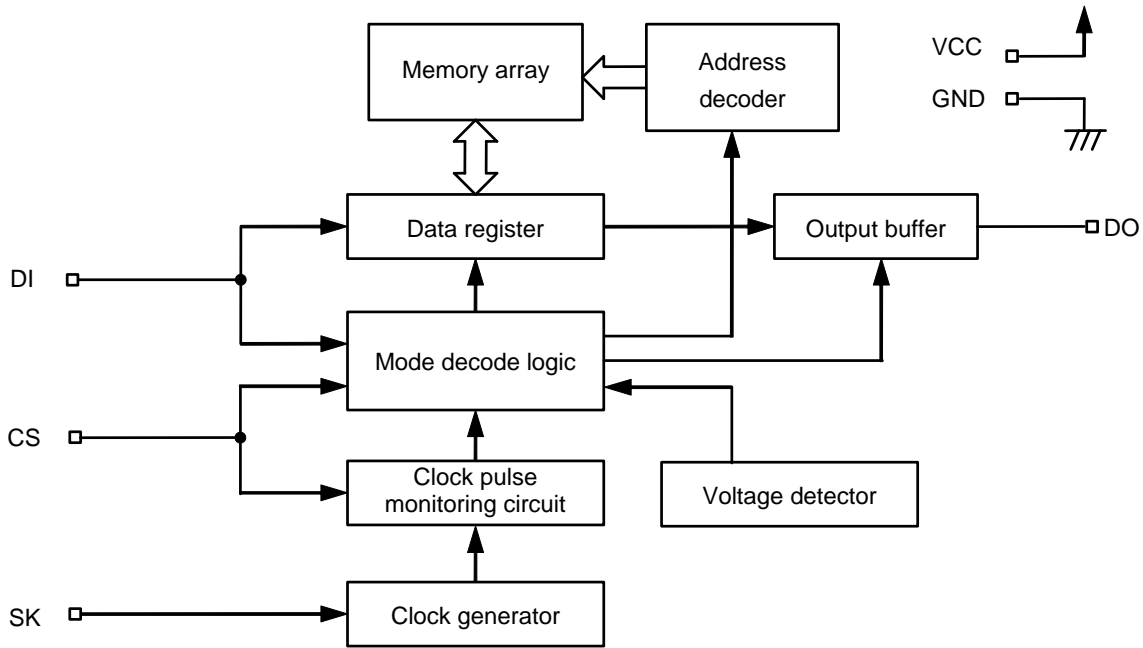 Memory array
Address
decoder
VCC
GND
Data register
Output buffer
DO
DI
Mode decode logic
CS
Clock pulse
monitoring circuit
Voltage detector
SK
Clock generator